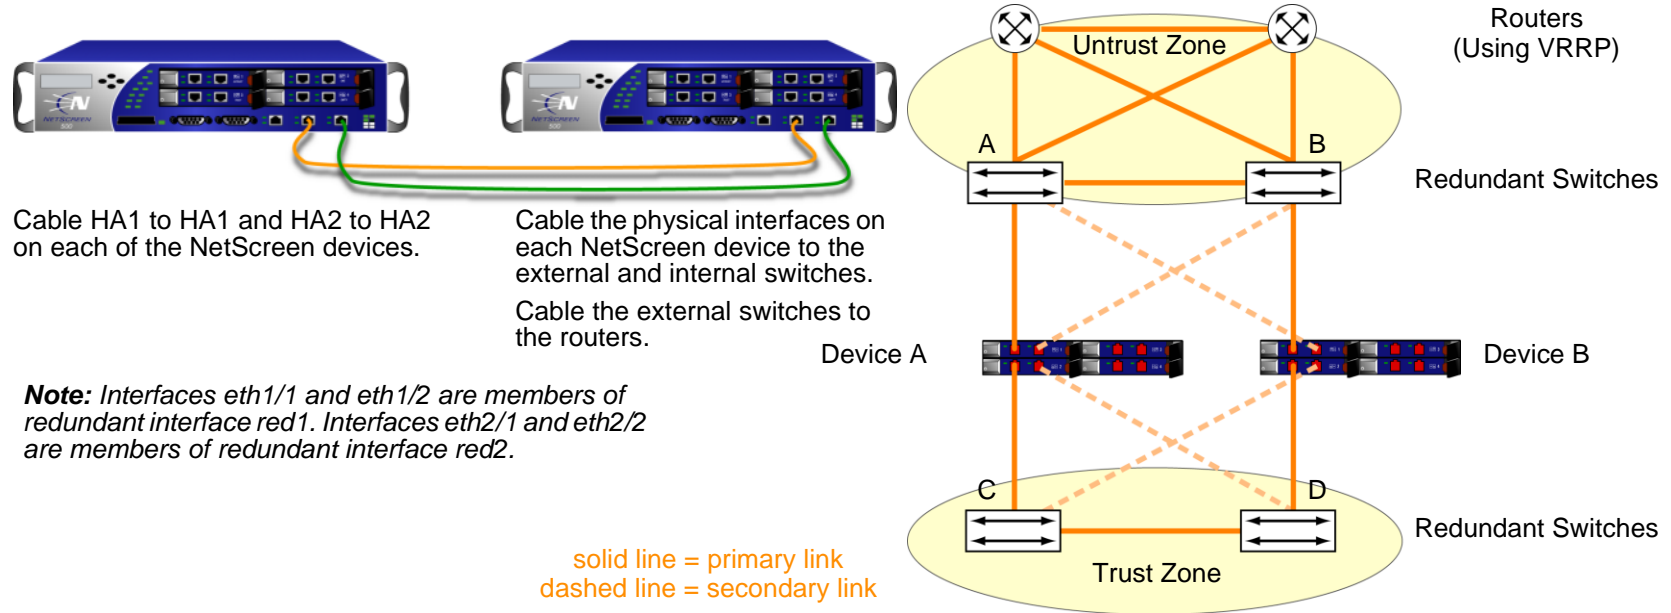 NETSCREEN
500
NETSCREEN
500
Cable HA1 to HA1 and HA2 to HA2
on each of the NetScreen devices.
Cable the physical interfaces on
each NetScreen device to the
external and internal switches.
Cable the external switches to
the routers.
Note: Interfaces eth1/1 and eth1/2 are members of
redundant interface red1. Interfaces eth2/1 and eth2/2
are members of redundant interface red2.
solid line = primary link
dashed line = secondary link
Routers
(Using VRRP)
Untrust Zone
A
B
Redundant Switches
Device A
Device B
C
D
Redundant Switches
Trust Zone